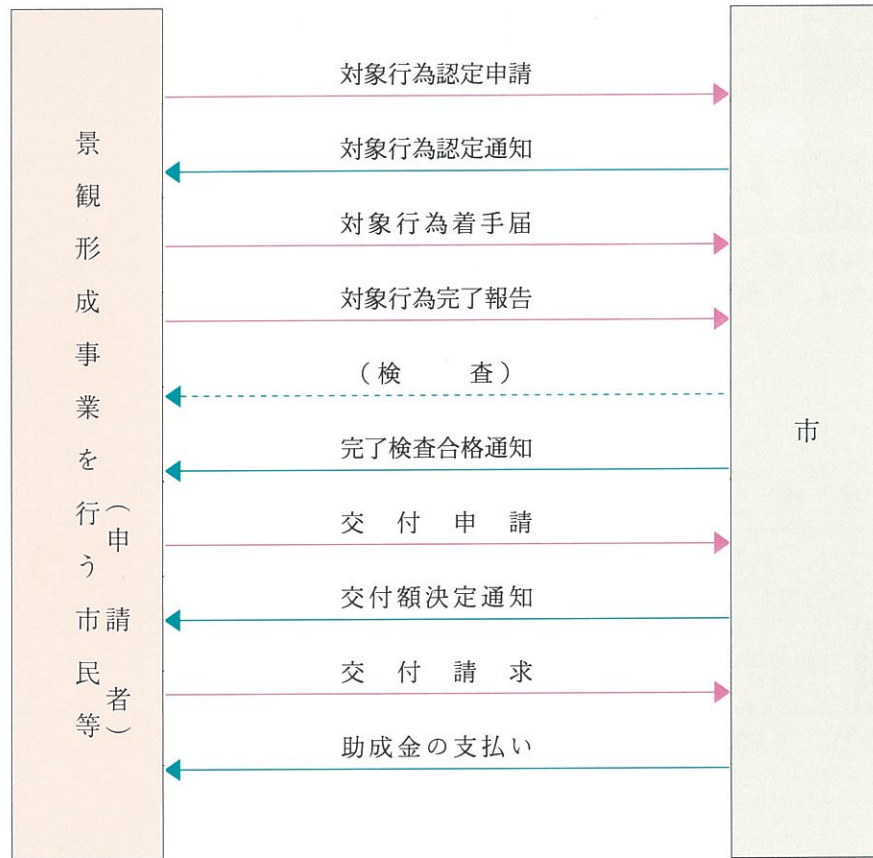 景観形成事業を行う市民等
（申請者）
対象行為認定申請
対象行為認定通知
対象行為着手届
対象行為完了報告
（検　　査）
完了検査合格通知
交　付　申　請
交付額決定通知
交　付　請　求
助成金の支払い
市